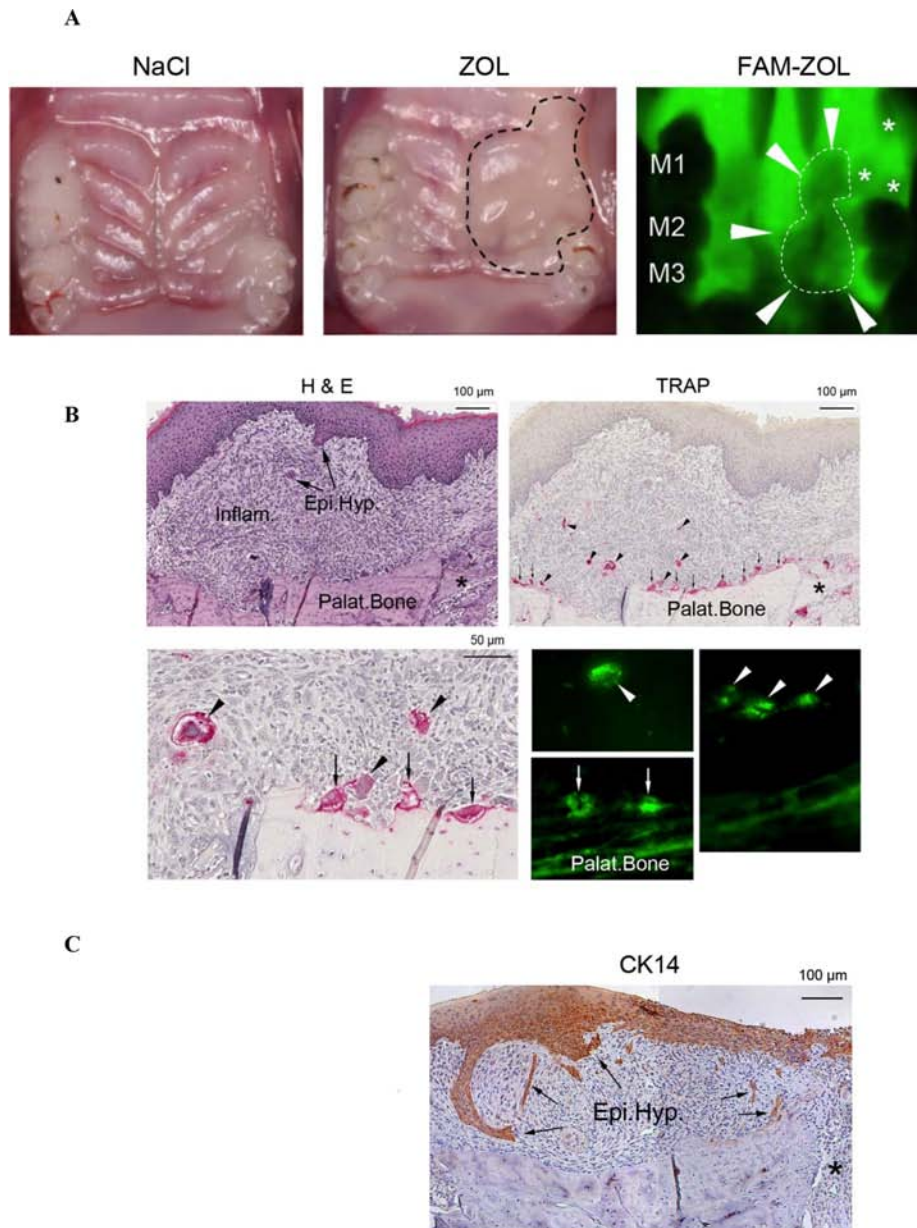 A
NaCl ZOL FAM-ZOL
M1
M2
M3
*
*
*
B
H & E TRAP
100 µm 100 µm
Epi.Hyp.
Inflam.
Palat.Bone * Palat.Bone *
50 µm
Palat.Bone
C
CK14
100 µm
Epi.Hyp.
*